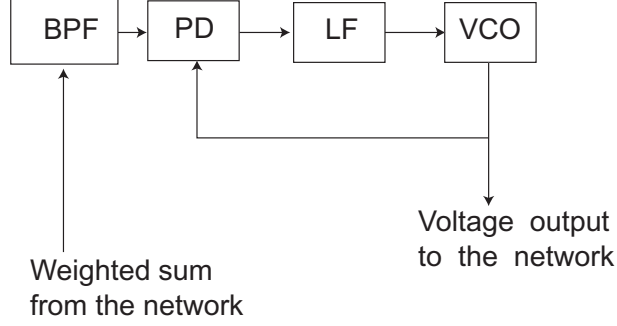 BPF
PD
LF
VCO
Voltage output
to the network
Weighted sum
from the network